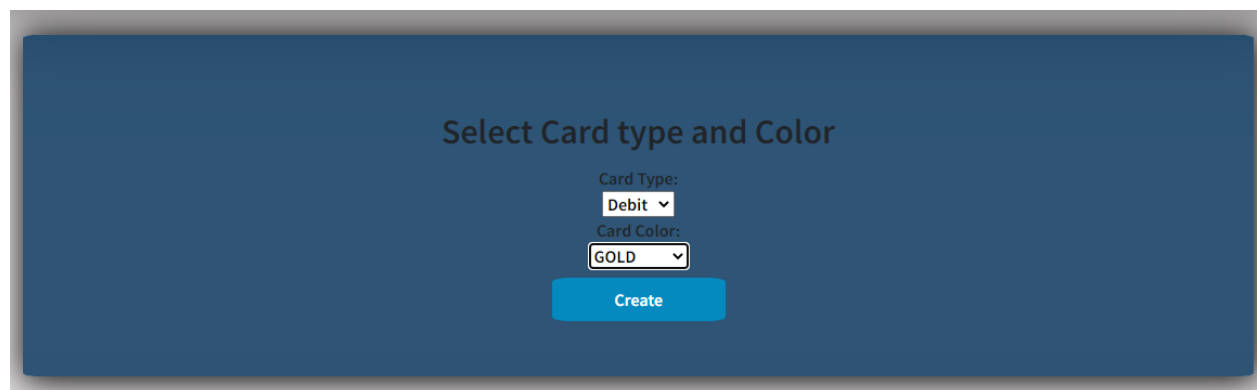 Select Card type and Color
Card Type:
Debit
Card Color:
GOLD
Create